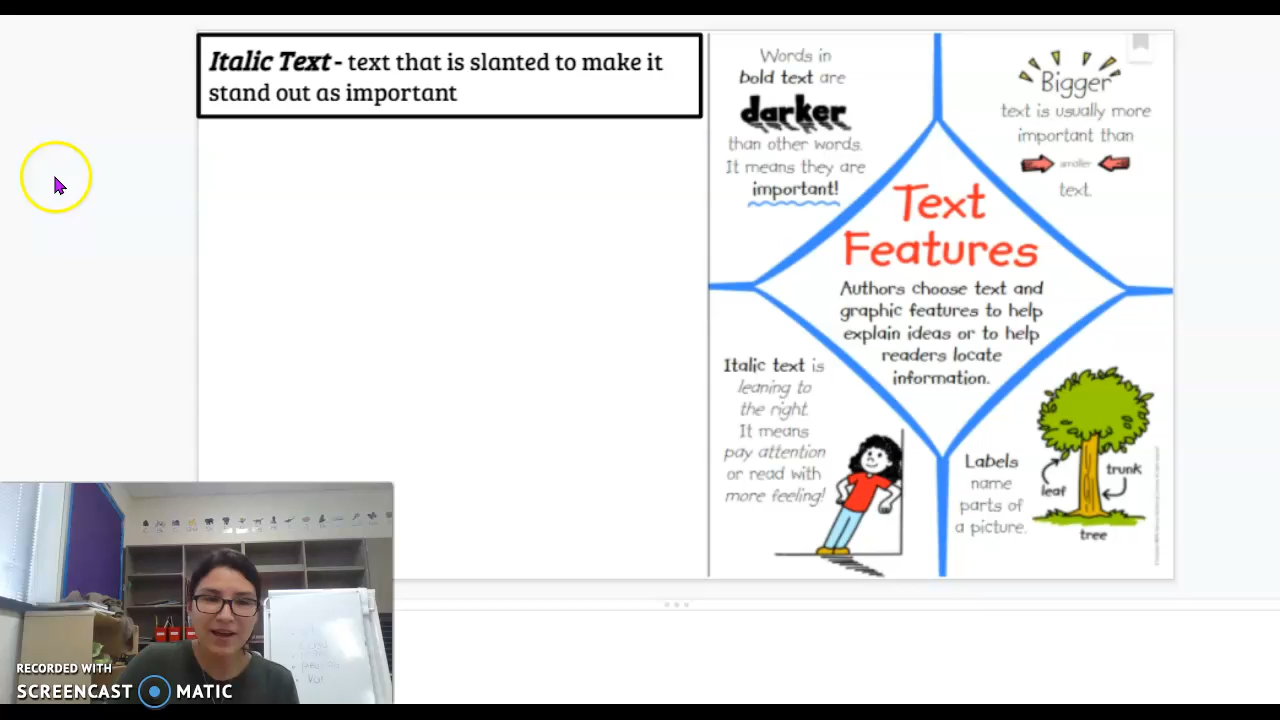 Italic Text - text that is slanted to make it
stand out as important
Words in
bold text are
darker
than other words.
It means they are
important!
Bigger
text is usually more
important than
smaller
text.
Text
Features
Authors choose text and
graphic features to help
explain ideas or to help
readers locate
information.
Italic text is
leaning to
the right.
It means
pay attention
or read with
more feeling!
Labels
name
parts of
a picture.
leaf
trunk
tree
RECORDED WITH
SCREENCAST MATIC